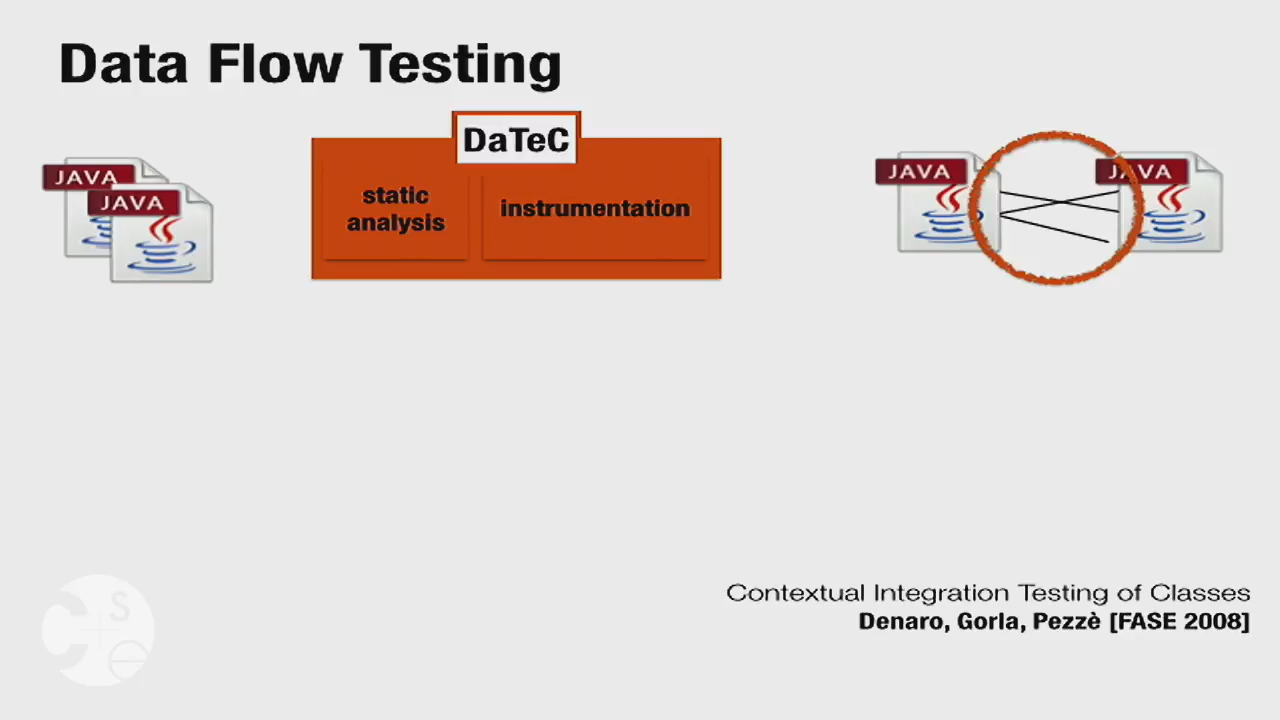 Data Flow Testing
DaTeC
JAVA
JAVA
static
analysis
instrumentation
JAVA
JAVA
Contextual Integration Testing of Classes
Denaro, Gorla, Pezzè [FASE 2008]
S
e